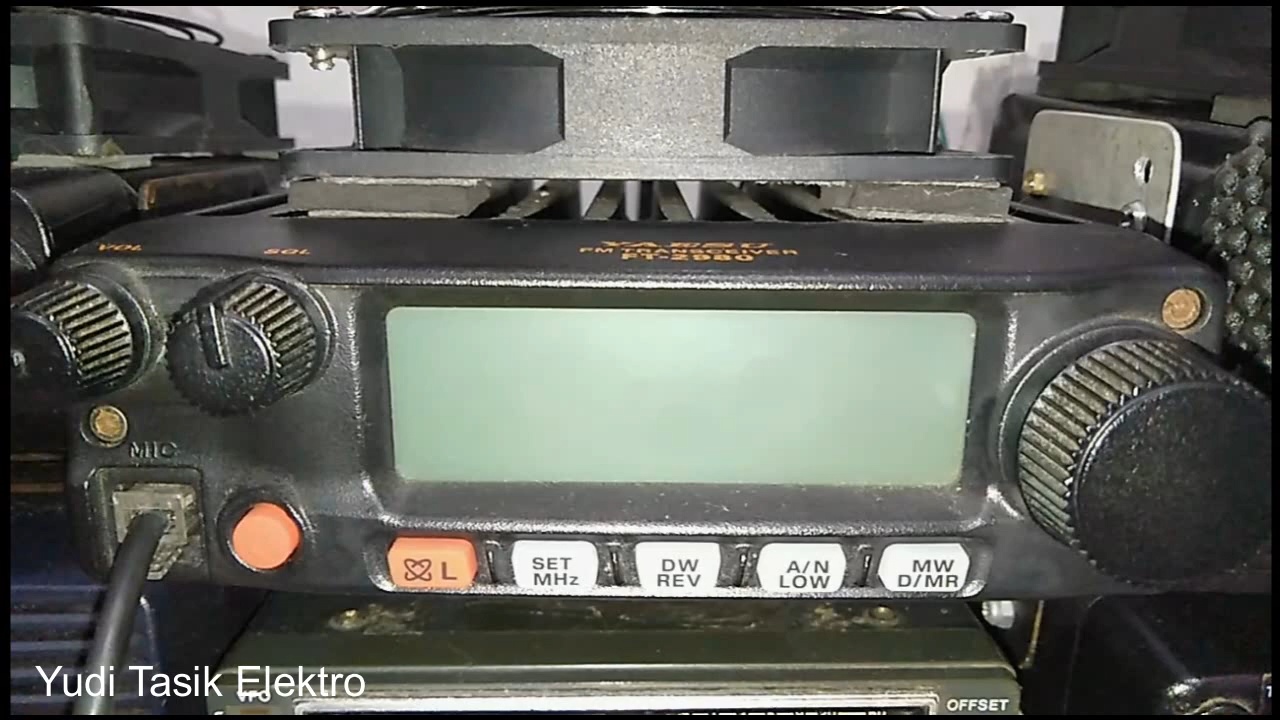 VOL
SQL
YAESU
FM TRANSCEIVER
FT-2980
MIC
L
SET
MHz
DW
REV
A/N
LOW
MW
D/MR
Yudi Tasik Elektro
VFO
OFFSET